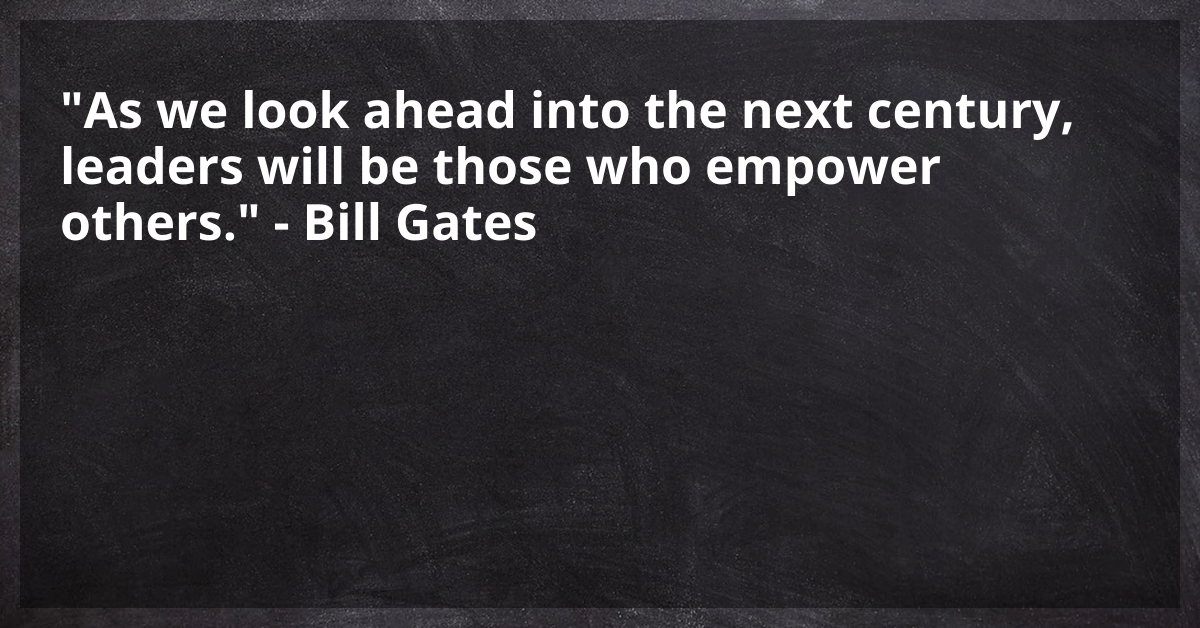 "As we look ahead into the next century,
leaders will be those who empower
others." - Bill Gates